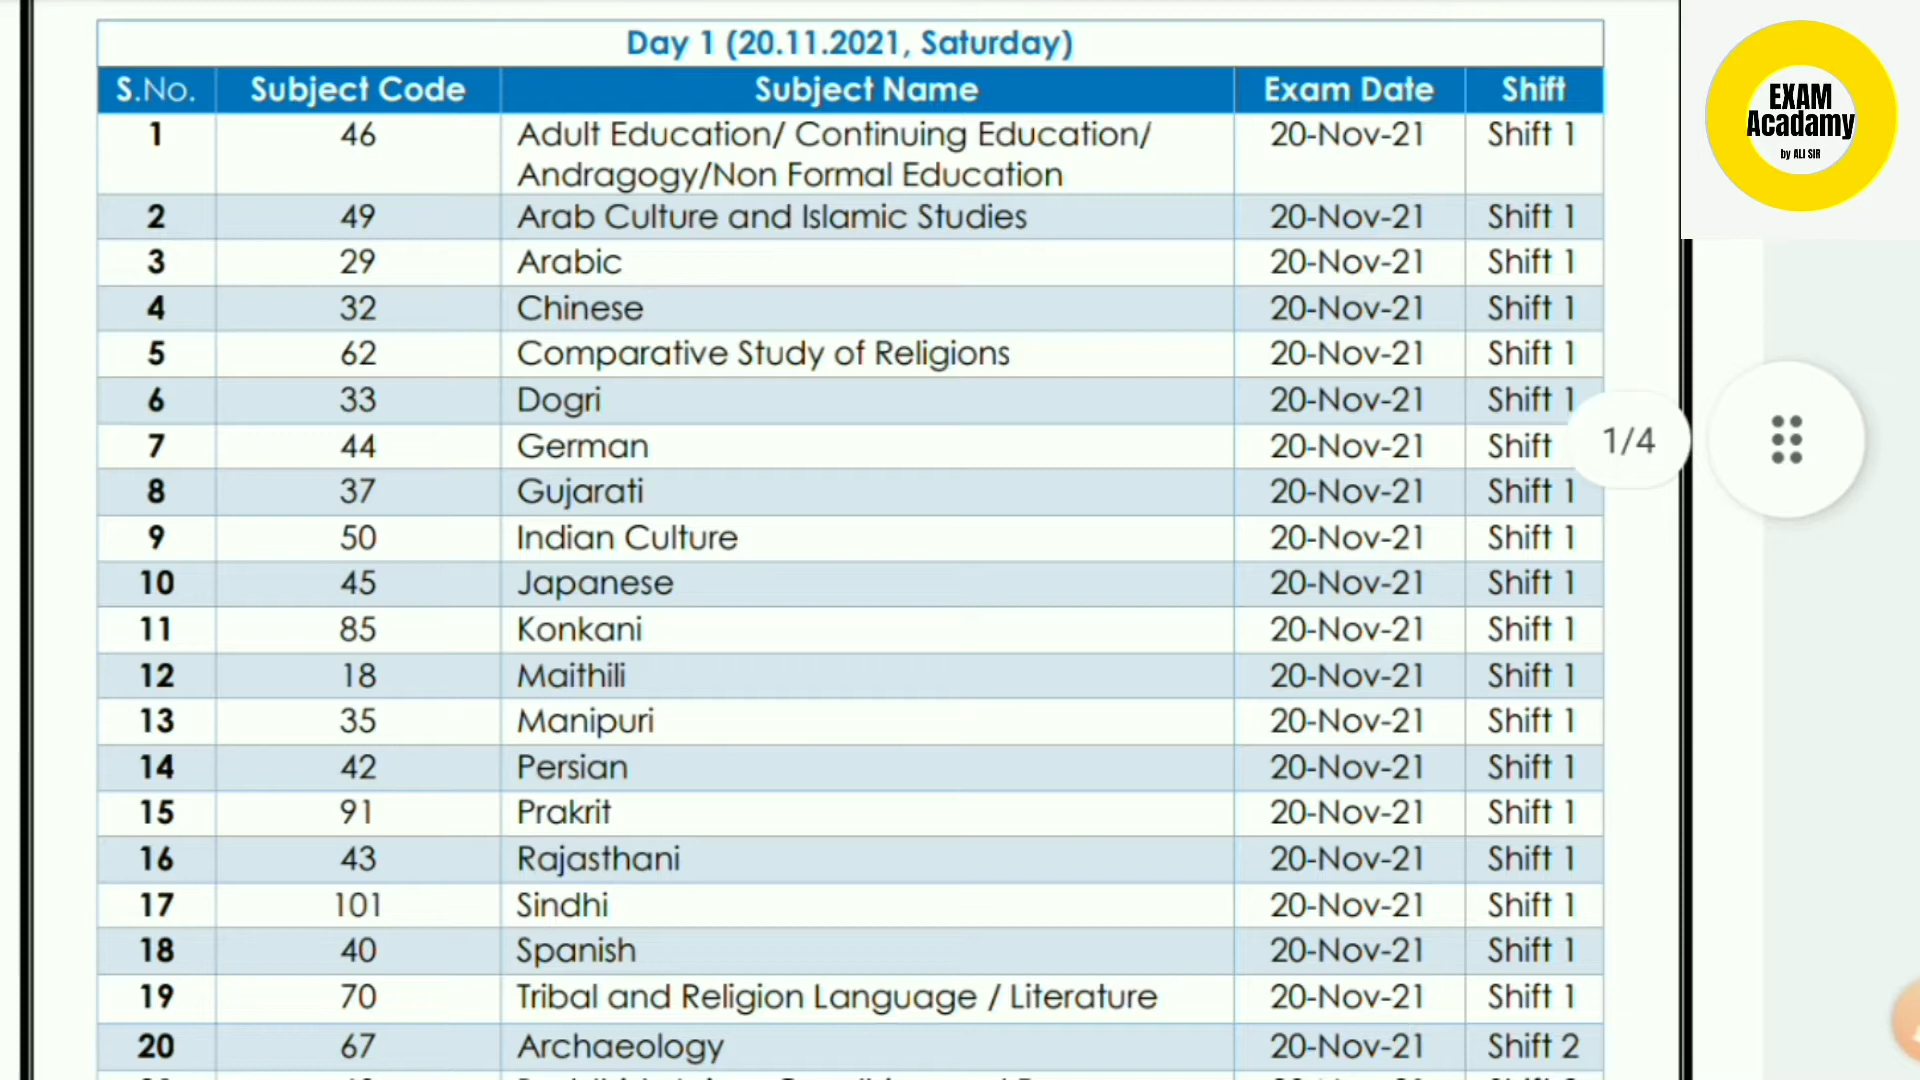 Day 1 (20.11.2021, Saturday)
S.No. Subject Code Subject Name Exam Date Shift
1 46 Adult Education/ Continuing Education/ 20-Nov-21 Shift 1
Andragogy/Non Formal Education
2 49 Arab Culture and Islamic Studies 20-Nov-21 Shift 1
3 29 Arabic 20-Nov-21 Shift 1
4 32 Chinese 20-Nov-21 Shift 1
5 62 Comparative Study of Religions 20-Nov-21 Shift 1
6 33 Dogri 20-Nov-21 Shift 1
7 44 German 20-Nov-21 Shift
8 37 Gujarati 20-Nov-21 Shift 1
9 50 Indian Culture 20-Nov-21 Shift 1
10 45 Japanese 20-Nov-21 Shift 1
11 85 Konkani 20-Nov-21 Shift 1
12 18 Maithili 20-Nov-21 Shift 1
13 35 Manipuri 20-Nov-21 Shift 1
14 42 Persian 20-Nov-21 Shift 1
15 91 Prakrit 20-Nov-21 Shift 1
16 43 Rajasthani 20-Nov-21 Shift 1
17 101 Sindhi 20-Nov-21 Shift 1
18 40 Spanish 20-Nov-21 Shift 1
19 70 Tribal and Religion Language / Literature 20-Nov-21 Shift 1
20 67 Archaeology 20-Nov-21 Shift 2
EXAM
Acadamy
by ALI SIR
1/4